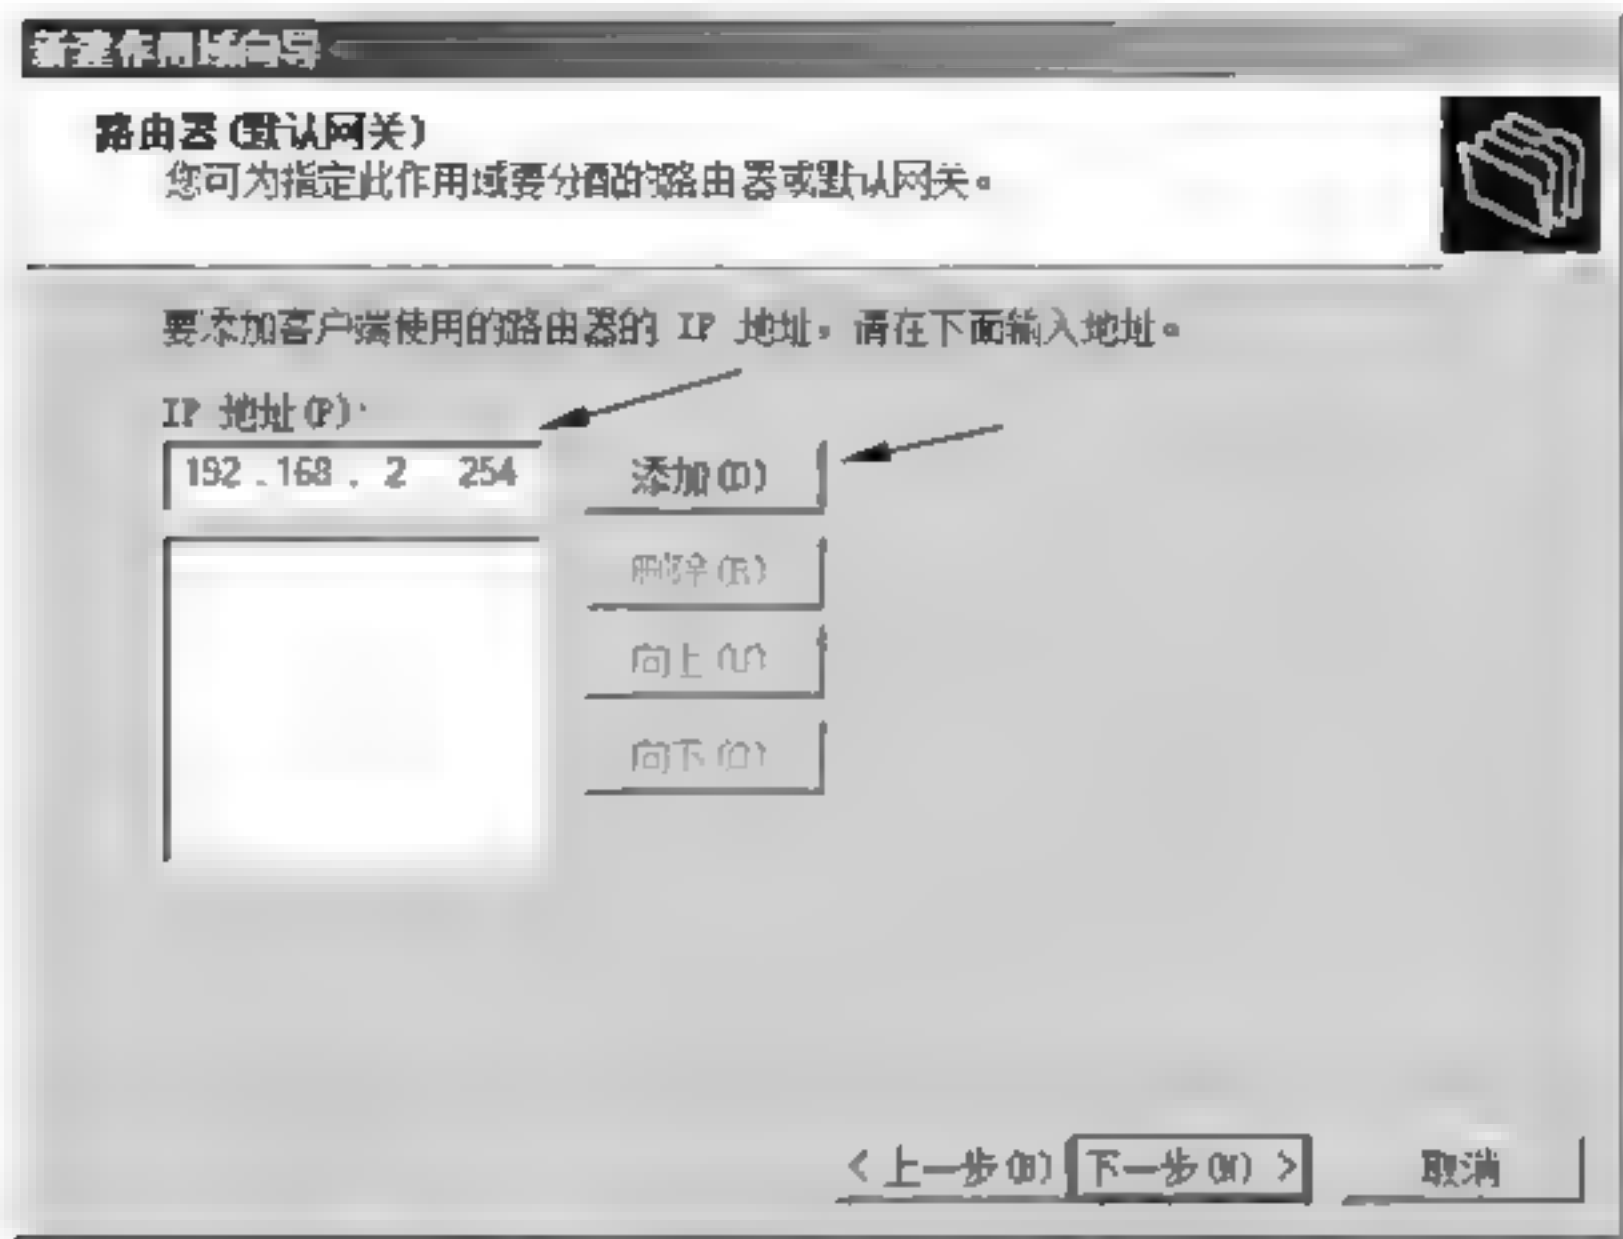 新建作用域向导
路由器(默认网关)
您可为指定此作用域要分配的路由器或默认网关。
要添加客户端使用的路由器的 IP 地址，请在下面输入地址。
IP 地址(P):
192 . 168 . 2 254
添加(D)
删除(R)
向上(U)
向下(O)
< 上一步(B)
下一步(N) >
取消